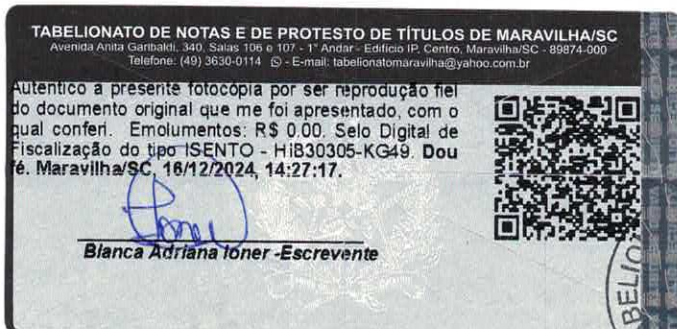 TABELIONATO DE NOTAS E DE PROTESTO DE TÍTULOS DE MARAVILHA/SC
Avenida Anita Garibaldi, 340, Salas 106 e 107 - 1° Andar - Edifício IP, Centro, Maravilha/SC - 89874-000
Telefone: (49) 3630-0114 - E-mail: tabelionatomaravilha@yahoo.com.br
Autentico a presente fotocópia por ser reprodução fiel
do documento original que me foi apresentado, com o
qual conferi. Emolumentos: R$ 0,00. Selo Digital de
Fiscalização do tipo ISENTO - HiB30305-KG49. Dou
fé. Maravilha/SC, 16/12/2024, 14:27:17.
Bianca Adriana Ioner -Escrevente
BELIO